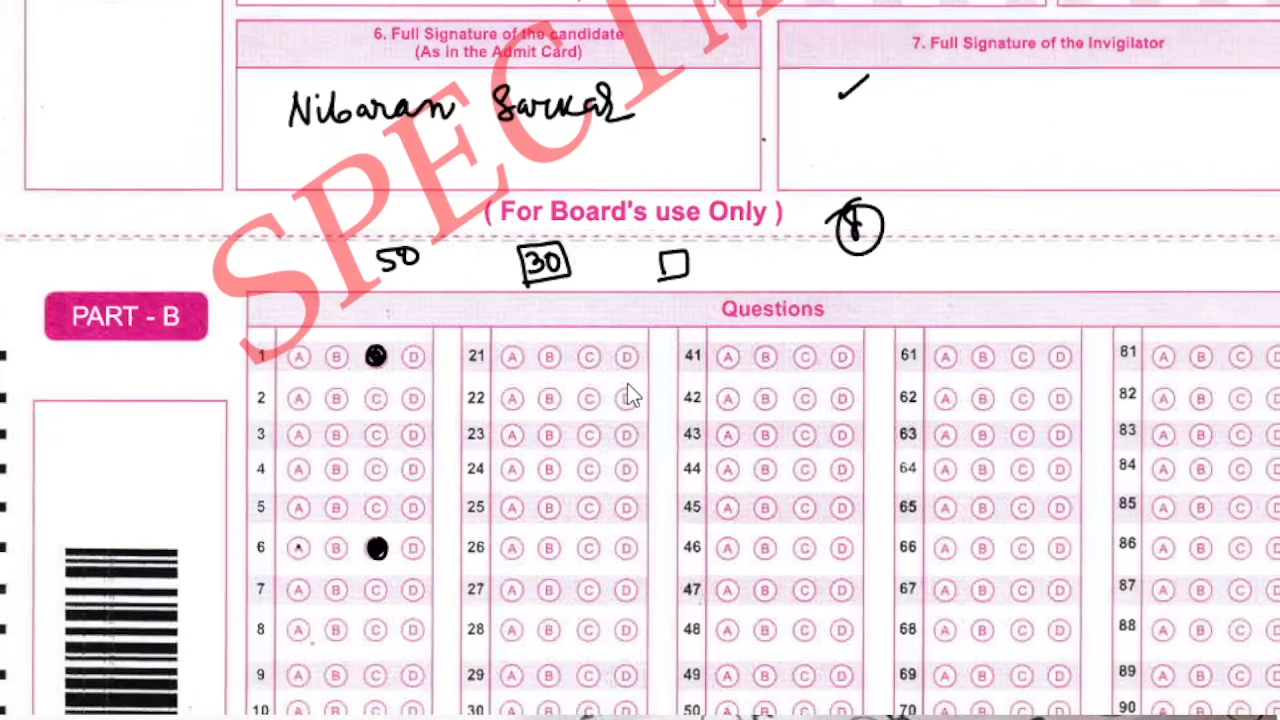 6. Full Signature of the candidate
(As in the Admit Card)
7. Full Signature of the Invigilator
Nibaran Sarkar
SPECIM
( For Board's use Only )
50 30
PART - B
Questions
1 A B D 21 A B C D 41 A B C D 61 A B C D 81 A B C D
2 A B C D 22 A B C D 42 A B C D 62 A B C D 82 A B C D
3 A B C D 23 A B C D 43 A B C D 63 A B C D 83 A B C D
4 A B C D 24 A B C D 44 A B C D 64 A B C D 84 A B C D
5 A B C D 25 A B C D 45 A B C D 65 A B C D 85 A B C D
6 A B D 26 A B C D 46 A B C D 66 A B C D 86 A B C D
7 A B C D 27 A B C D 47 A B C D 67 A B C D 87 A B C D
8 A B C D 28 A B C D 48 A B C D 68 A B C D 88 A B C D
9 A B C D 29 A B C D 49 A B C D 69 A B C D 89 A B C D
10 A B C D 30 A B C D 50 A B C D 70 A B C D 90 A B C D